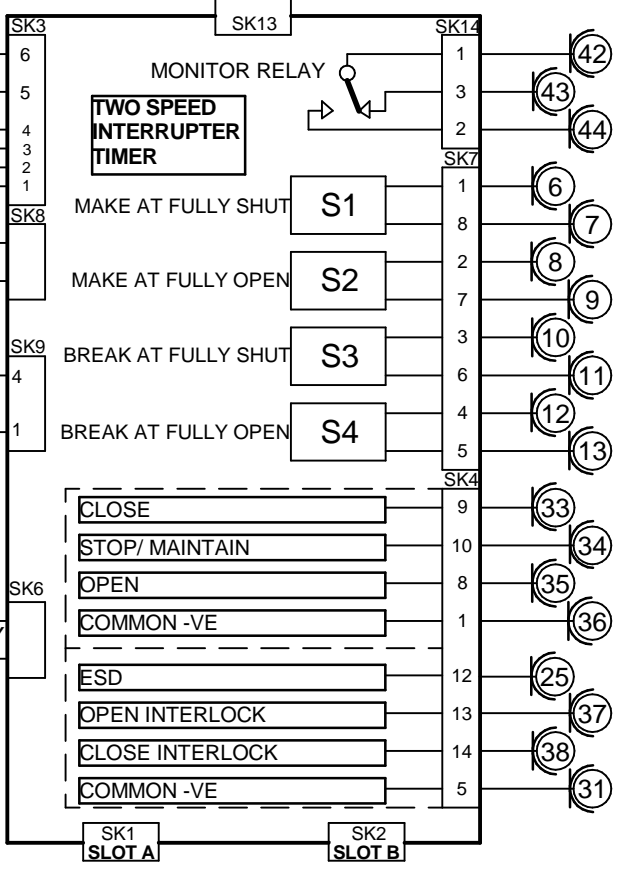 SK3 SK13 SK14
6 1 42
MONITOR RELAY
5 3 43
TWO SPEED
INTERRUPTER
TIMER
4 2 44
3
2
1
SK7
MAKE AT FULLY SHUT S1 1 6
SK8 8 7
MAKE AT FULLY OPEN S2 2 8
7 9
SK9 BREAK AT FULLY SHUT S3 3 10
4 6 11
1 BREAK AT FULLY OPEN S4 4 12
5 13
SK4
CLOSE 9 33
STOP/ MAINTAIN 10 34
SK6 OPEN 8 35
COMMON -VE 1 36
ESD 12 25
OPEN INTERLOCK 13 37
CLOSE INTERLOCK 14 38
COMMON -VE 5 31
SK1 SK2
SLOT A SLOT B